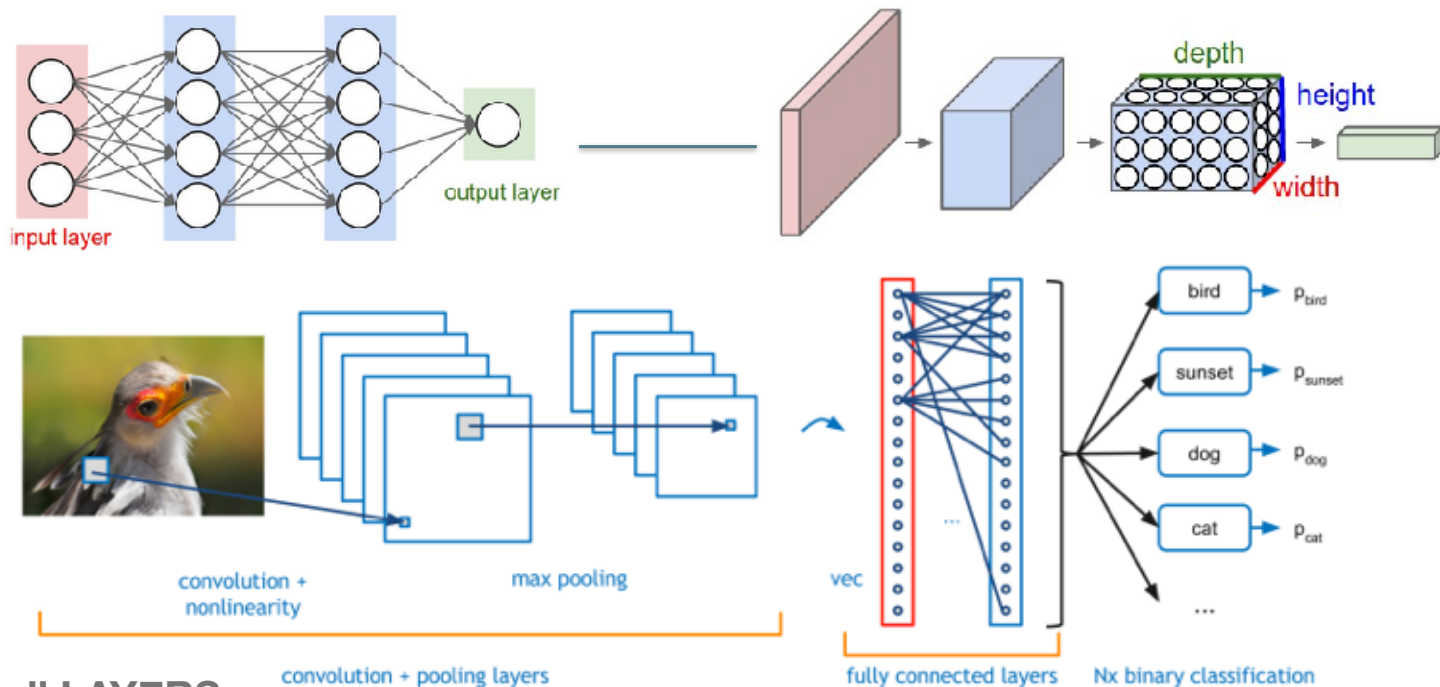 depth
height
width
output layer
input layer
bird
p_bird
sunset
p_sunset
dog
p_dog
cat
p_cat
...
...
convolution +
nonlinearity
max pooling
vec
convolution + pooling layers
fully connected layers
Nx binary classification
LAYERS